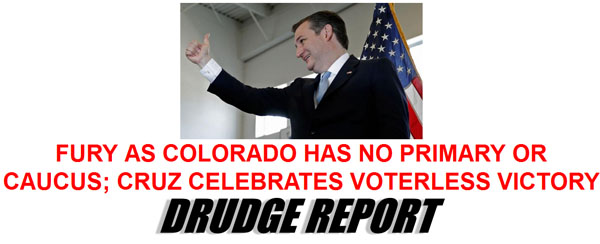 FURY AS COLORADO HAS NO PRIMARY OR
CAUCUS; CRUZ CELEBRATES VOTERLESS VICTORY
DRUDGE REPORT